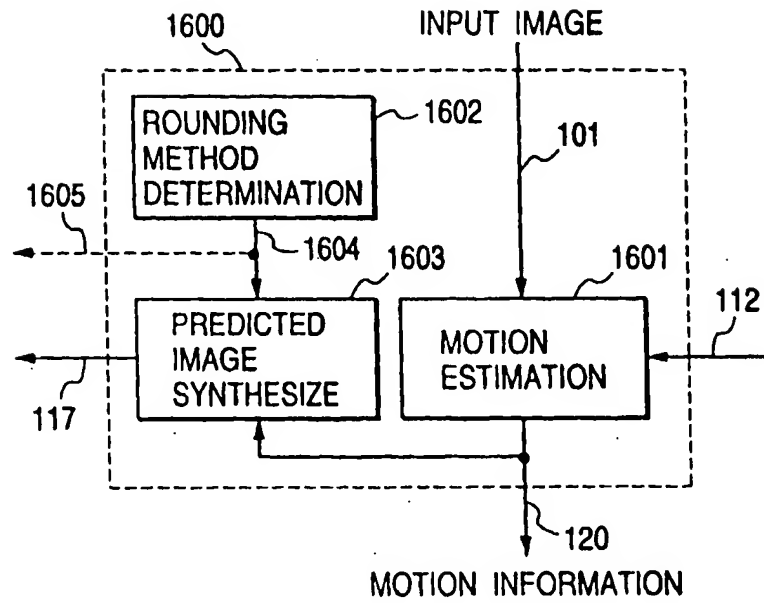 1600
INPUT IMAGE
ROUNDING
METHOD
DETERMINATION
1602
101
1605
1604
1603
1601
PREDICTED
IMAGE
SYNTHESIZE
MOTION
ESTIMATION
112
117
120
MOTION INFORMATION